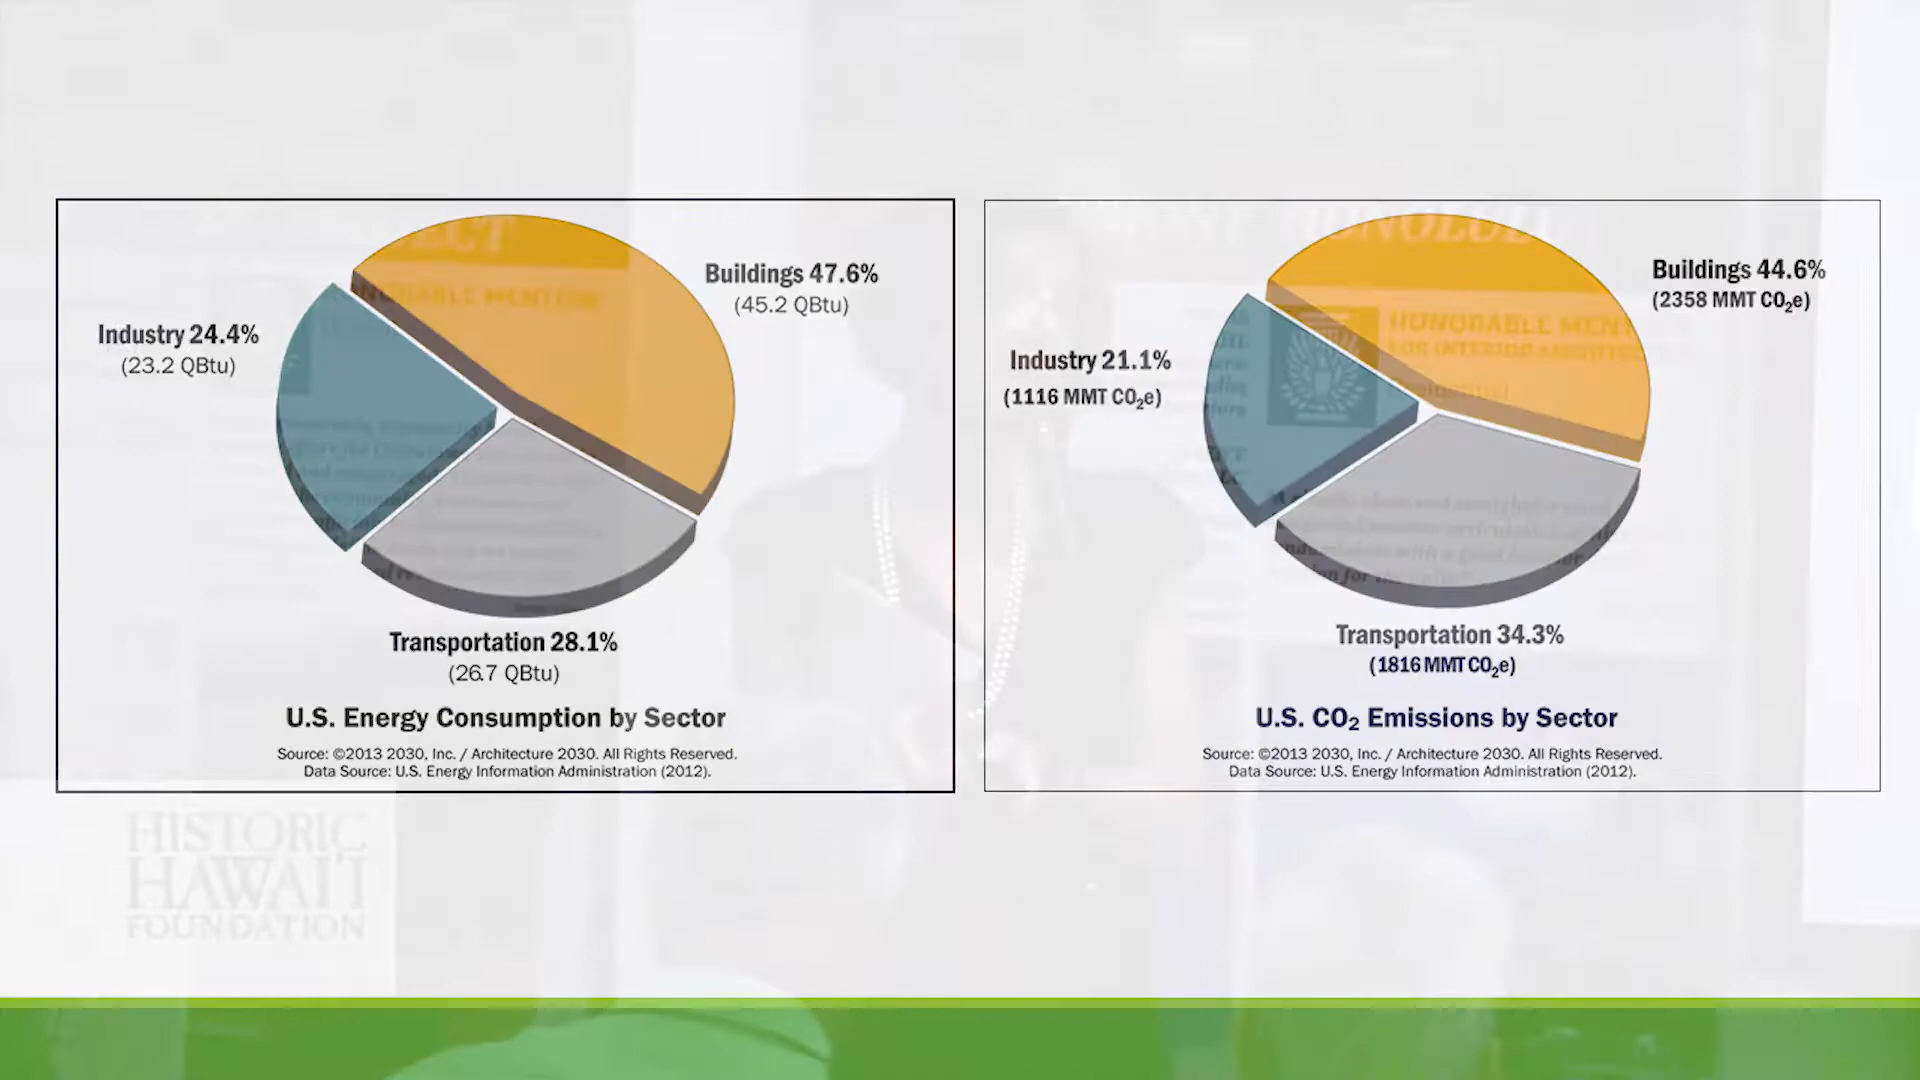 Buildings 47.6%
(45.2 QBtu)
Industry 24.4%
(23.2 QBtu)
Transportation 28.1%
(26.7 QBtu)
U.S. Energy Consumption by Sector
Source: ©2013 2030, Inc. / Architecture 2030. All Rights Reserved.
Data Source: U.S. Energy Information Administration (2012).
Buildings 44.6%
(2358 MMT CO₂e)
Industry 21.1%
(1116 MMT CO₂e)
Transportation 34.3%
(1816 MMT CO₂e)
U.S. CO₂ Emissions by Sector
Source: ©2013 2030, Inc. / Architecture 2030. All Rights Reserved.
Data Source: U.S. Energy Information Administration (2012).
HONORABLE MENT
FOR INTERIOR
HISTORIC
HAWAI'I
FOUNDATION